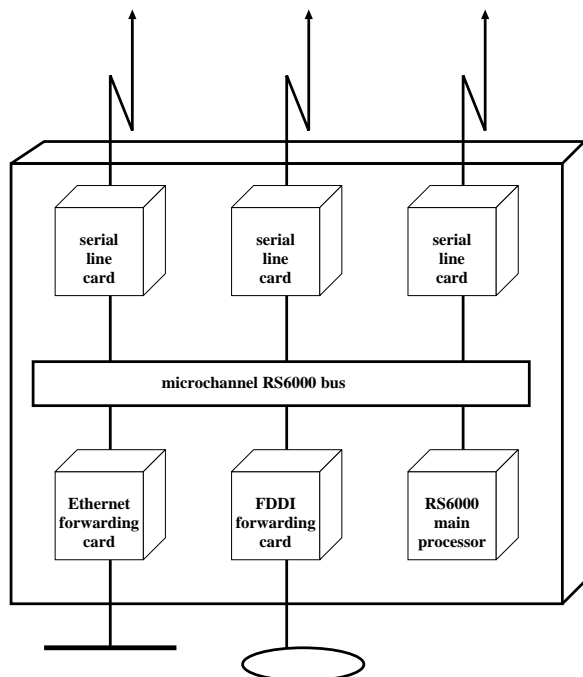 serial
line
card
serial
line
card
serial
line
card
microchannel RS6000 bus
Ethernet
forwarding
card
FDDI
forwarding
card
RS6000
main
processor